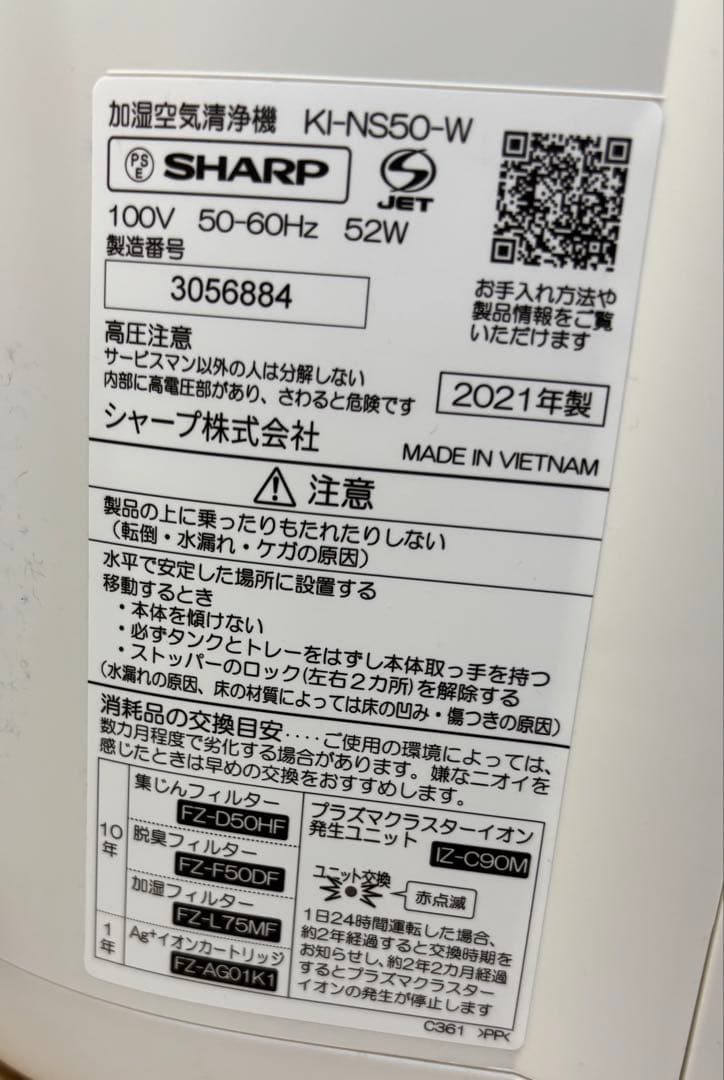 加湿空気清浄機 KI-NS50-W
PSE SHARP JET
100V 50-60Hz 52W
製造番号
3056884
お手入れ方法や
製品情報をご覧
いただけます
高圧注意
サービスマン以外の人は分解しない
内部に高電圧部があり、さわると危険です
2021年製
シャープ株式会社
MADE IN VIETNAM
注意
製品の上に乗ったりもたれたりしない
(転倒・水漏れ・ケガの原因)
水平で安定した場所に設置する
移動するとき
・本体を傾けない
・必ずタンクとトレーをはずし本体取っ手を持つ
・ストッパーのロック(左右2カ所)を解除する
(水漏れの原因、床の材質によっては床の凹み・傷つきの原因)
消耗品の交換目安‥‥ご使用の環境によっては、
数カ月程度で劣化する場合があります。嫌なニオイを
感じたときは早めの交換をおすすめします。
10年
集じんフィルター
FZ-D50HF
脱臭フィルター
FZ-F50DF
加湿フィルター
FZ-L75MF
1年
Ag⁺イオンカートリッジ
FZ-AG01K1
プラズマクラスターイオン
発生ユニット
IZ-C90M
ユニット交換
赤点滅
1日24時間運転した場合、
約2年経過すると交換時期を
お知らせし、約2年2カ月経過
するとプラズマクラスター
イオンの発生が停止します
C361 >PP<